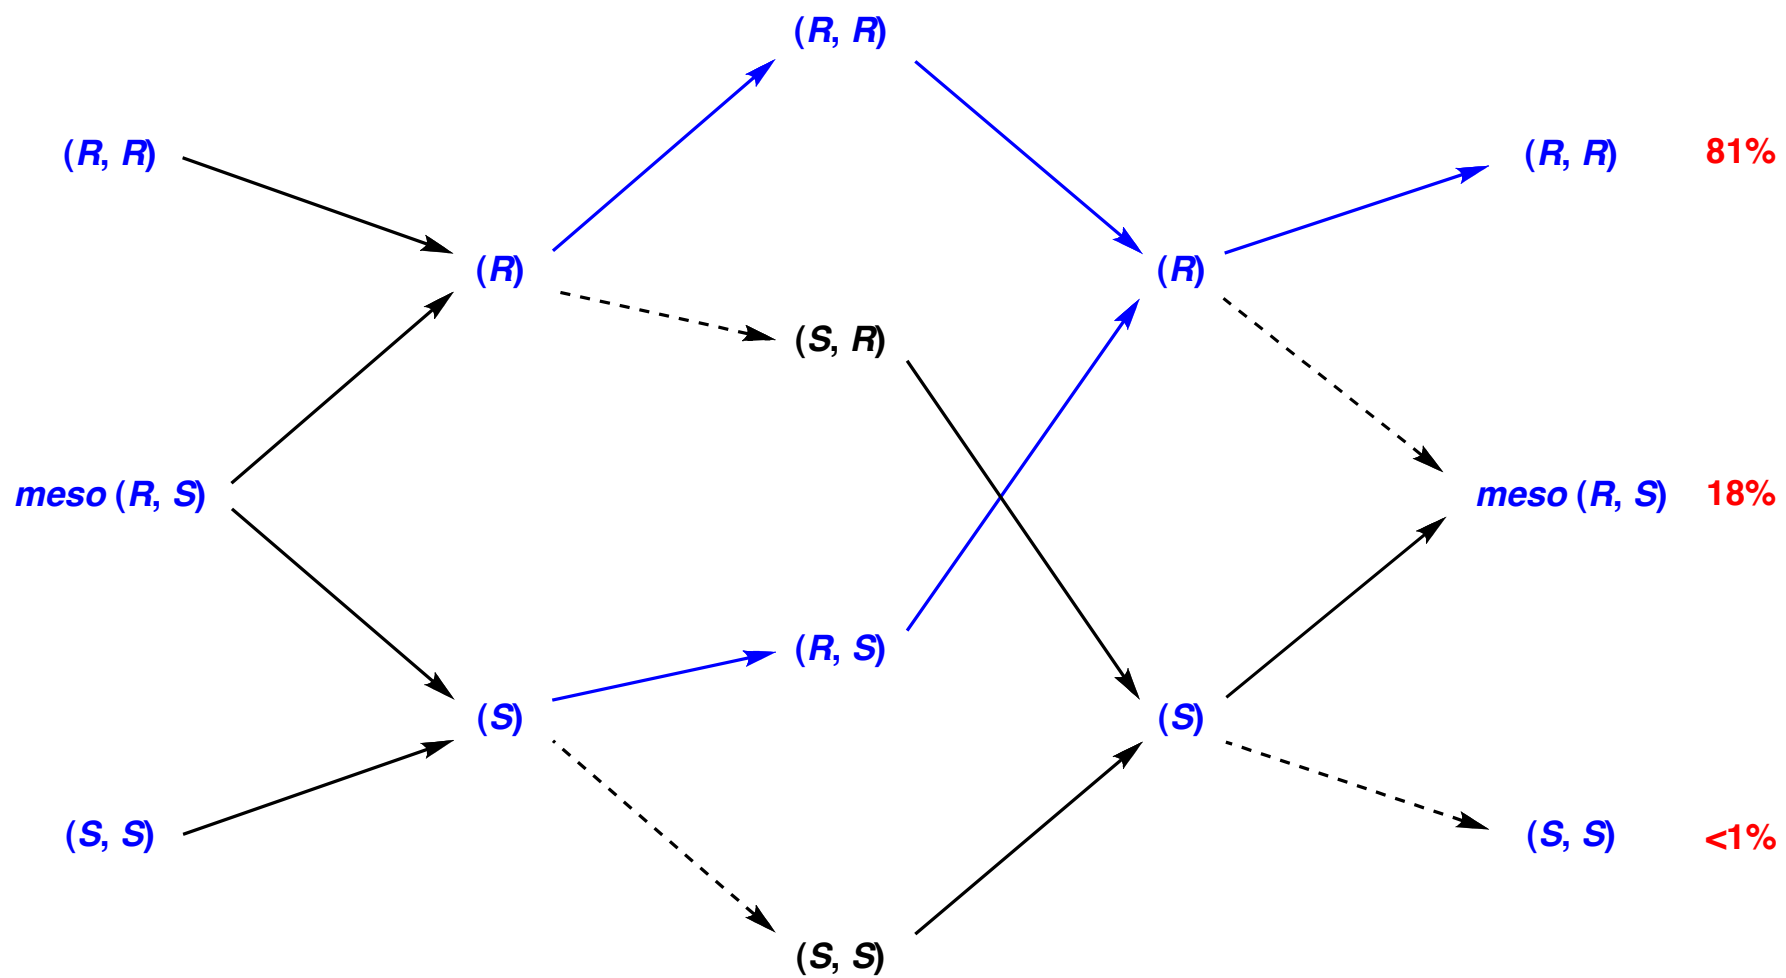 (R, R)
(R, R)
(R, R) 81%
(R)
(R)
(S, R)
meso (R, S)
meso (R, S) 18%
(R, S)
(S)
(S)
(S, S)
(S, S) <1%
(S, S)